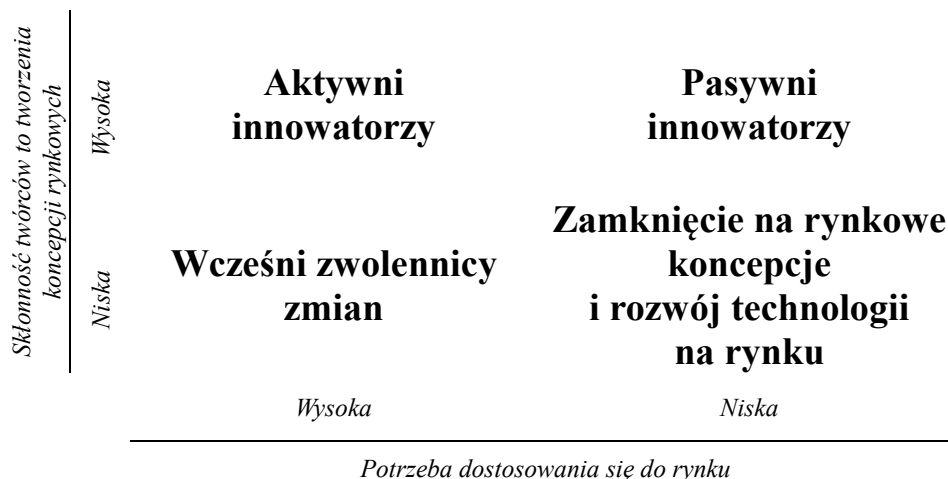 Skłonność twórców to tworzenia
koncepcji rynkowych
Wysoka
Niska
Aktywni
innowatorzy
Pasywni
innowatorzy
Wcześni zwolennicy
zmian
Zamknięcie na rynkowe
koncepcje
i rozwój technologii
na rynku
Wysoka
Niska
Potrzeba dostosowania się do rynku